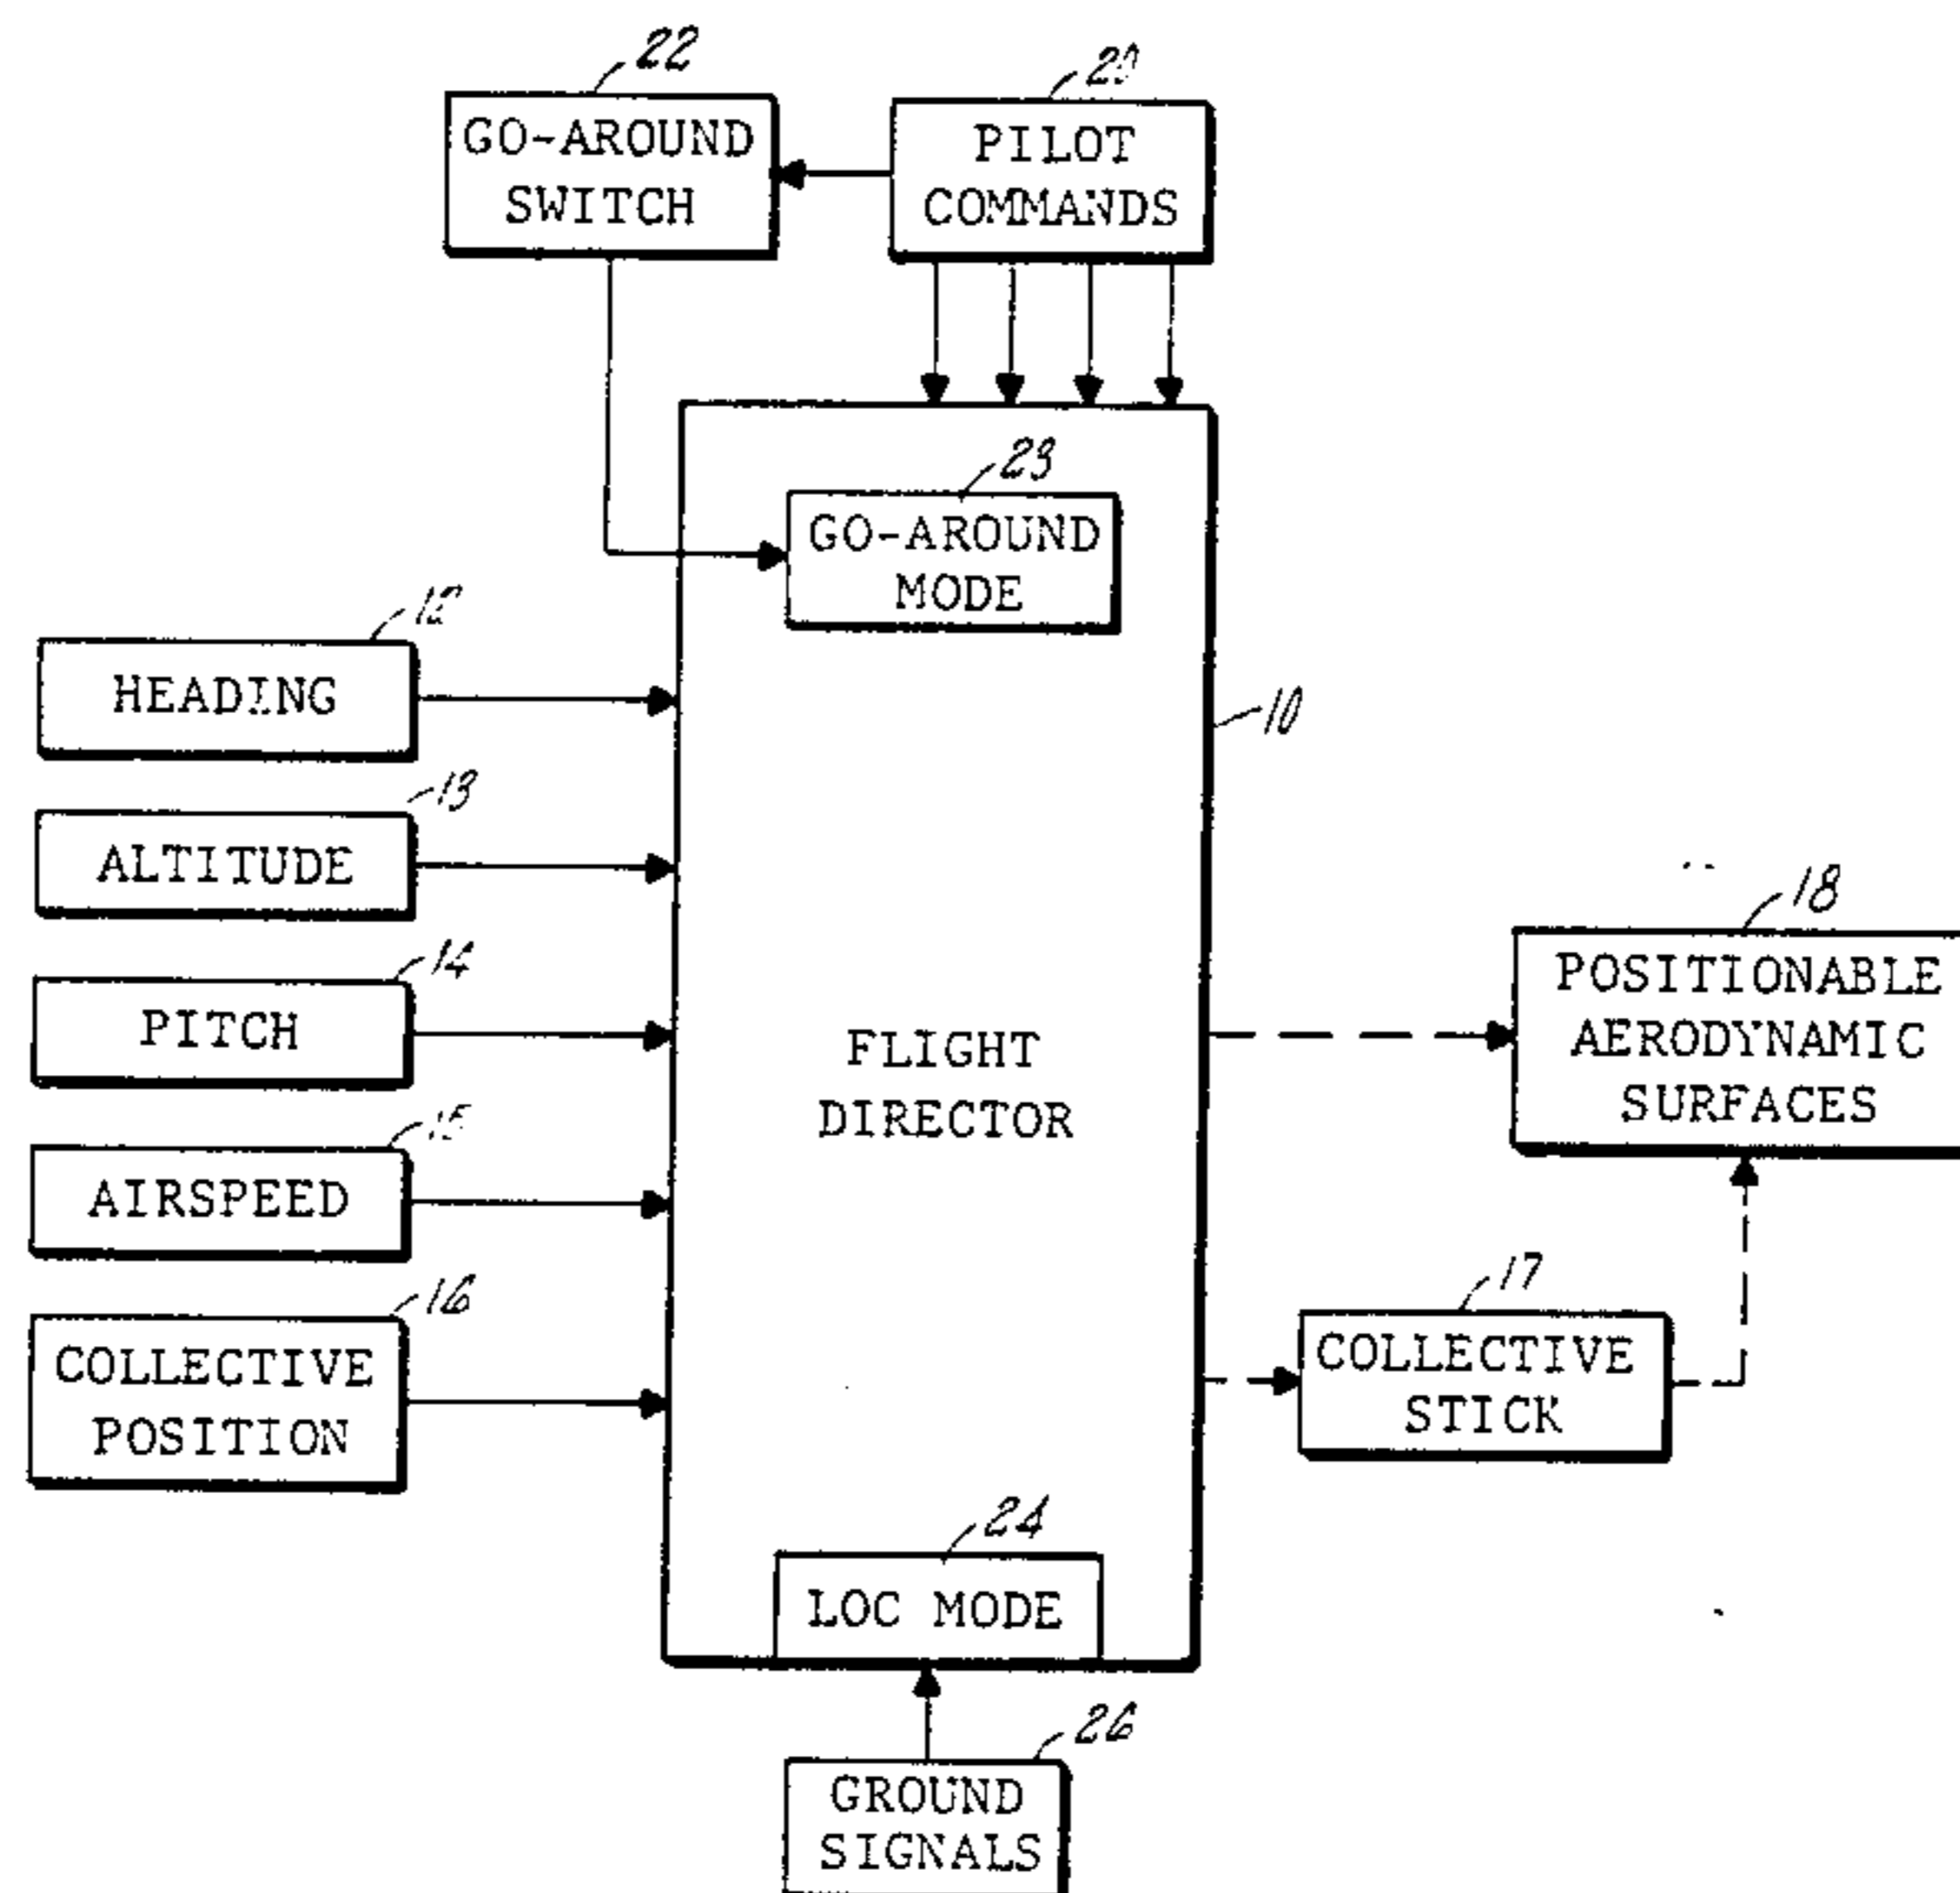 22
20
GO-AROUND
SWITCH
PILOT
COMMANDS
23
GO-AROUND
MODE
12
HEADING
10
13
ALTITUDE
18
14
PITCH
POSITIONABLE
AERODYNAMIC
SURFACES
FLIGHT
DIRECTOR
15
AIRSPEED
17
16
COLLECTIVE
POSITION
COLLECTIVE
STICK
24
LOC MODE
26
GROUND
SIGNALS